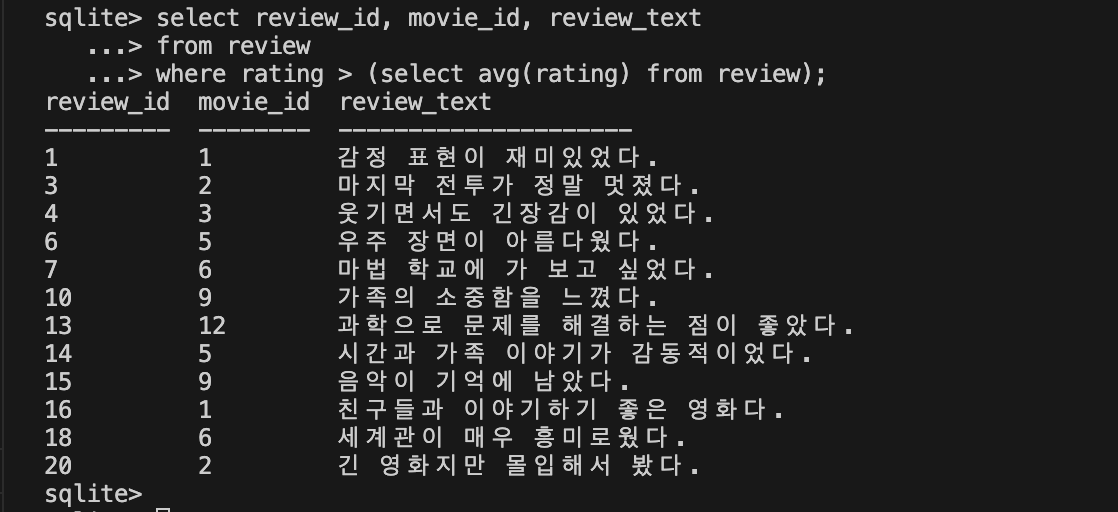 sqlite> select review_id, movie_id, review_text
   ...> from review
   ...> where rating > (select avg(rating) from review);
review_id  movie_id  review_text
---------  --------  ---------------------
1          1         감정 표현이 재미있었다.
3          2         마지막 전투가 정말 멋졌다.
4          3         웃기면서도 긴장감이 있었다.
6          5         우주 장면이 아름다웠다.
7          6         마법 학교에 가 보고 싶었다.
10         9         가족의 소중함을 느꼈다.
13         12        과학으로 문제를 해결하는 점이 좋았다.
14         5         시간과 가족 이야기가 감동적이었다.
15         9         음악이 기억에 남았다.
16         1         친구들과 이야기하기 좋은 영화다.
18         6         세계관이 매우 흥미로웠다.
20         2         긴 영화지만 몰입해서 봤다.
sqlite>